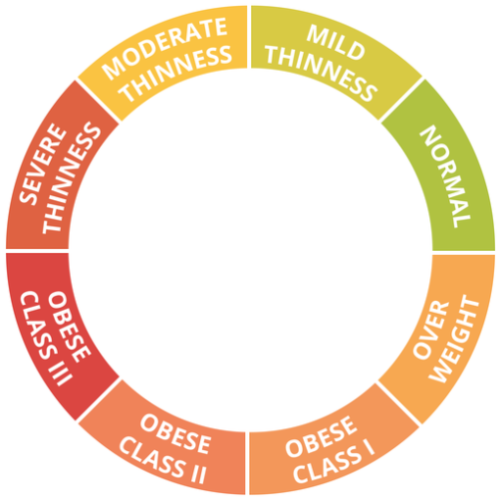 MODERATE
THINNESS
MILD
THINNESS
NORMAL
OVER
WEIGHT
OBESE
CLASS I
OBESE
CLASS II
OBESE
CLASS III
SEVERE
THINNESS